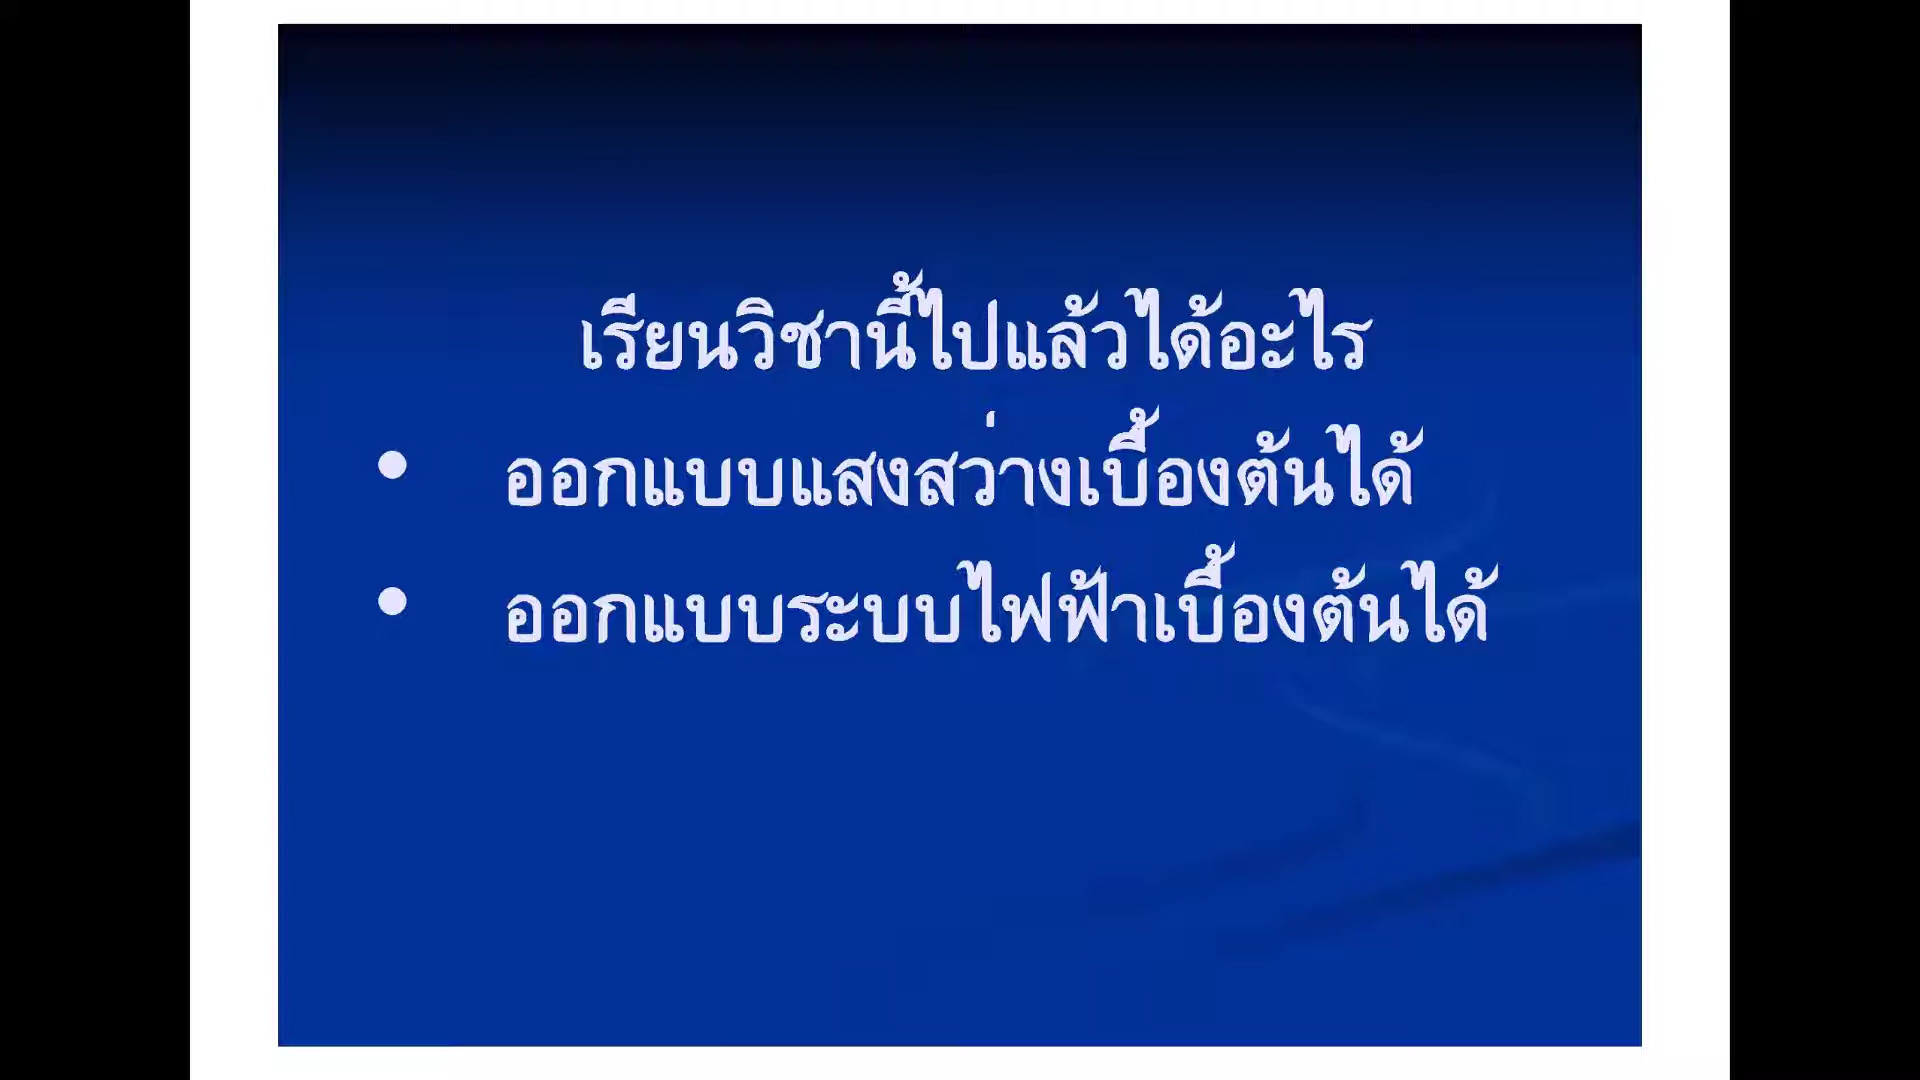 เรียนวิชานี้ไปแล้วได้อะไร
• ออกแบบแสงสว่างเบี้องต้นได้
• ออกแบบระบบไฟฟ้าเบี้องต้นได้